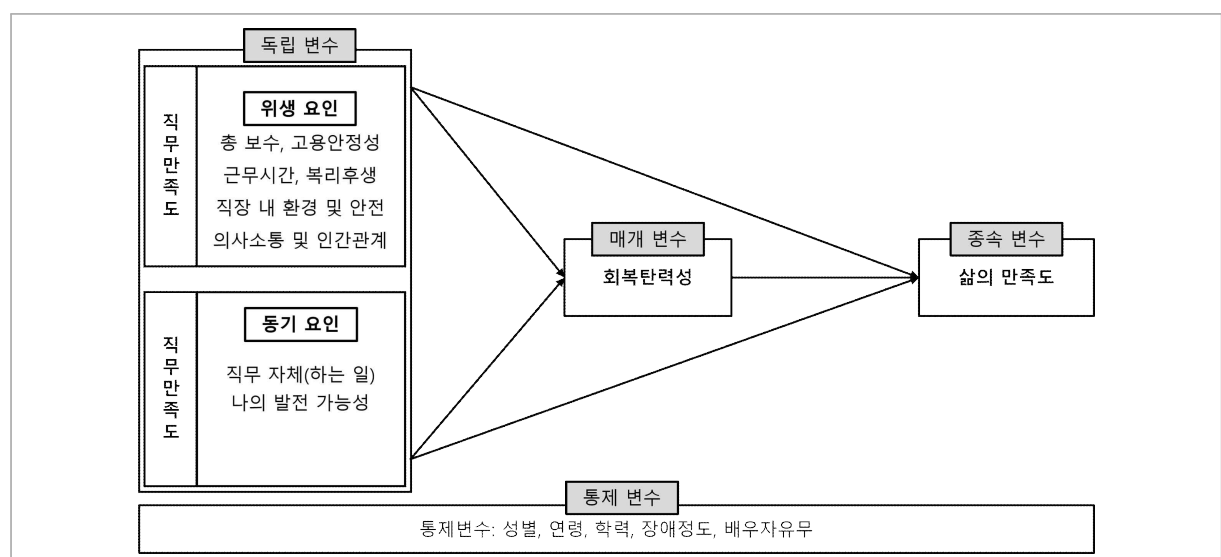 독립 변수
직무만족도
위생 요인
총 보수, 고용안정성
근무시간, 복리후생
직장 내 환경 및 안전
의사소통 및 인간관계
직무만족도
동기 요인
직무 자체(하는 일)
나의 발전 가능성
매개 변수
회복탄력성
종속 변수
삶의 만족도
통제 변수
통제변수: 성별, 연령, 학력, 장애정도, 배우자유무